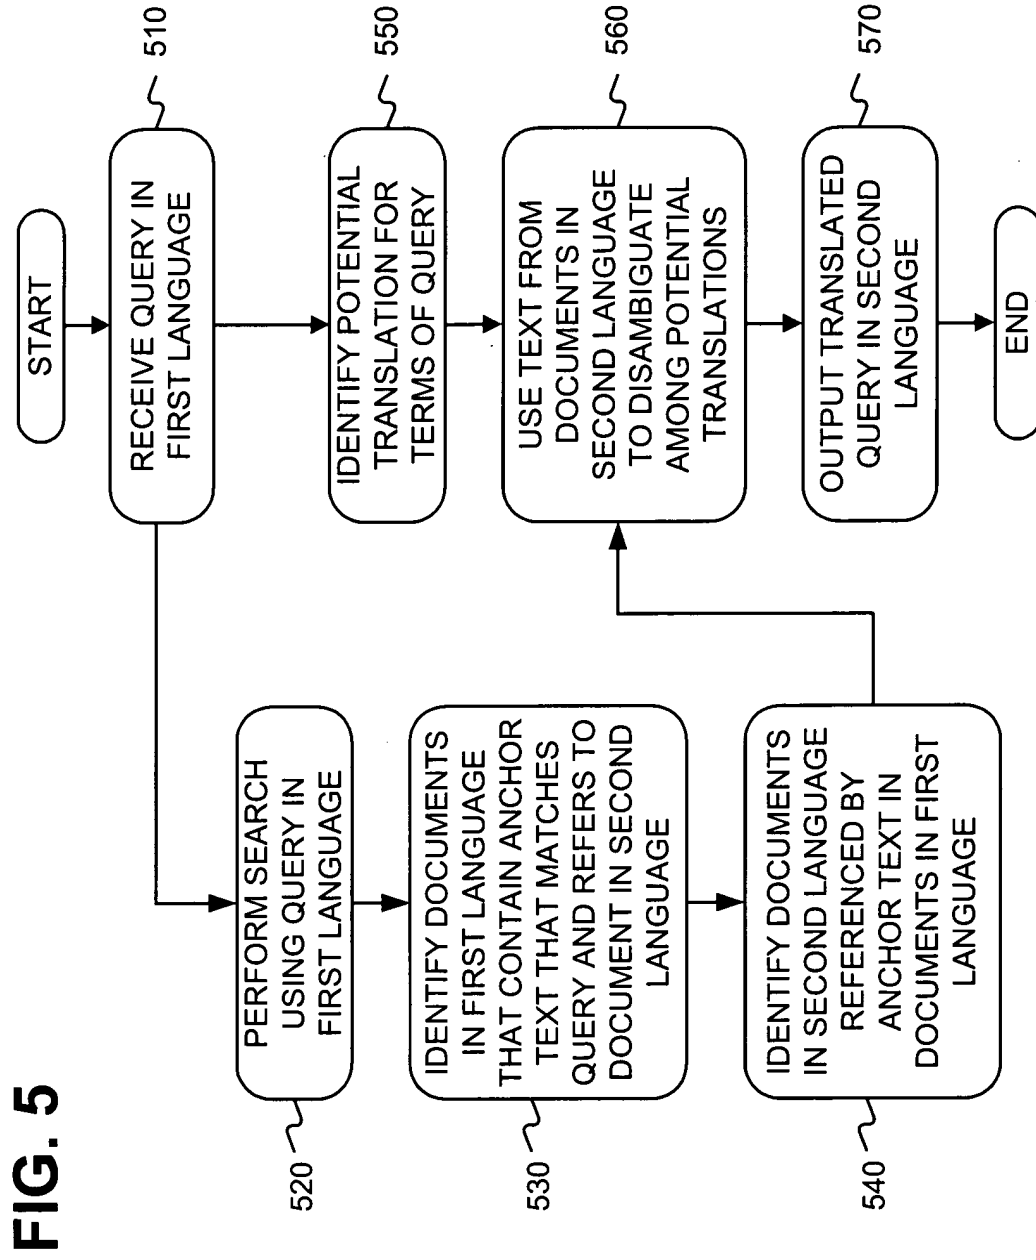 FIG. 5
START
RECEIVE QUERY IN
FIRST LANGUAGE
510
PERFORM SEARCH
USING QUERY IN
FIRST LANGUAGE
520
IDENTIFY DOCUMENTS
IN FIRST LANGUAGE
THAT CONTAIN ANCHOR
TEXT THAT MATCHES
QUERY AND REFERS TO
DOCUMENT IN SECOND
LANGUAGE
530
IDENTIFY DOCUMENTS
IN SECOND LANGUAGE
REFERENCED BY
ANCHOR TEXT IN
DOCUMENTS IN FIRST
LANGUAGE
540
IDENTIFY POTENTIAL
TRANSLATION FOR
TERMS OF QUERY
550
USE TEXT FROM
DOCUMENTS IN
SECOND LANGUAGE
TO DISAMBIGUATE
AMONG POTENTIAL
TRANSLATIONS
560
OUTPUT TRANSLATED
QUERY IN SECOND
LANGUAGE
570
END